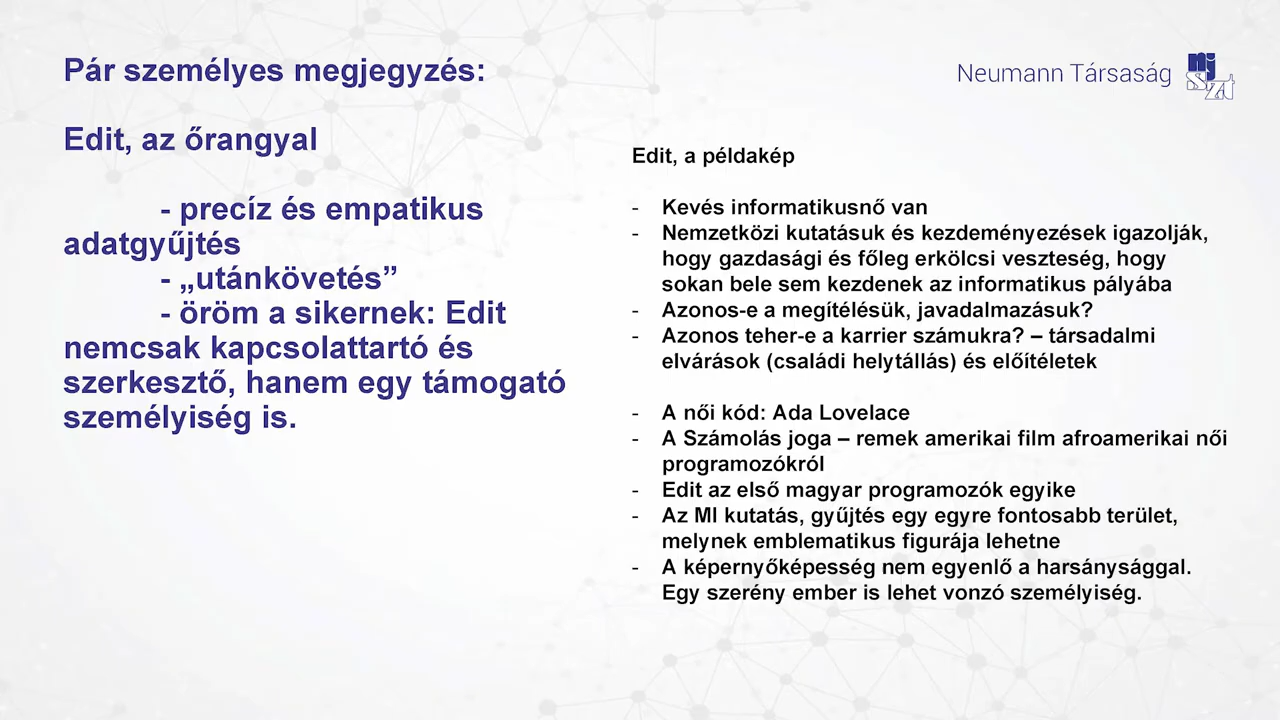 Pár személyes megjegyzés:
Edit, az őrangyal
- precíz és empatikus
adatgyűjtés
- „utánkövetés”
- öröm a sikernek: Edit
nemcsak kapcsolattartó és
szerkesztő, hanem egy támogató
személyiség is.
Neumann Társaság
nj
Szt
Edit, a példakép
- Kevés informatikusnő van
- Nemzetközi kutatásuk és kezdeményezések igazolják,
hogy gazdasági és főleg erkölcsi veszteség, hogy
sokan bele sem kezdenek az informatikus pályába
- Azonos-e a megítélésük, javadalmazásuk?
- Azonos teher-e a karrier számukra? – társadalmi
elvárások (családi helytállás) és előítéletek
- A női kód: Ada Lovelace
- A Számolás joga – remek amerikai film afroamerikai női
programozókról
- Edit az első magyar programozók egyike
- Az MI kutatás, gyűjtés egy egyre fontosabb terület,
melynek emblematikus figurája lehetne
- A képernyőképesség nem egyenlő a harsánysággal.
Egy szerény ember is lehet vonzó személyiség.